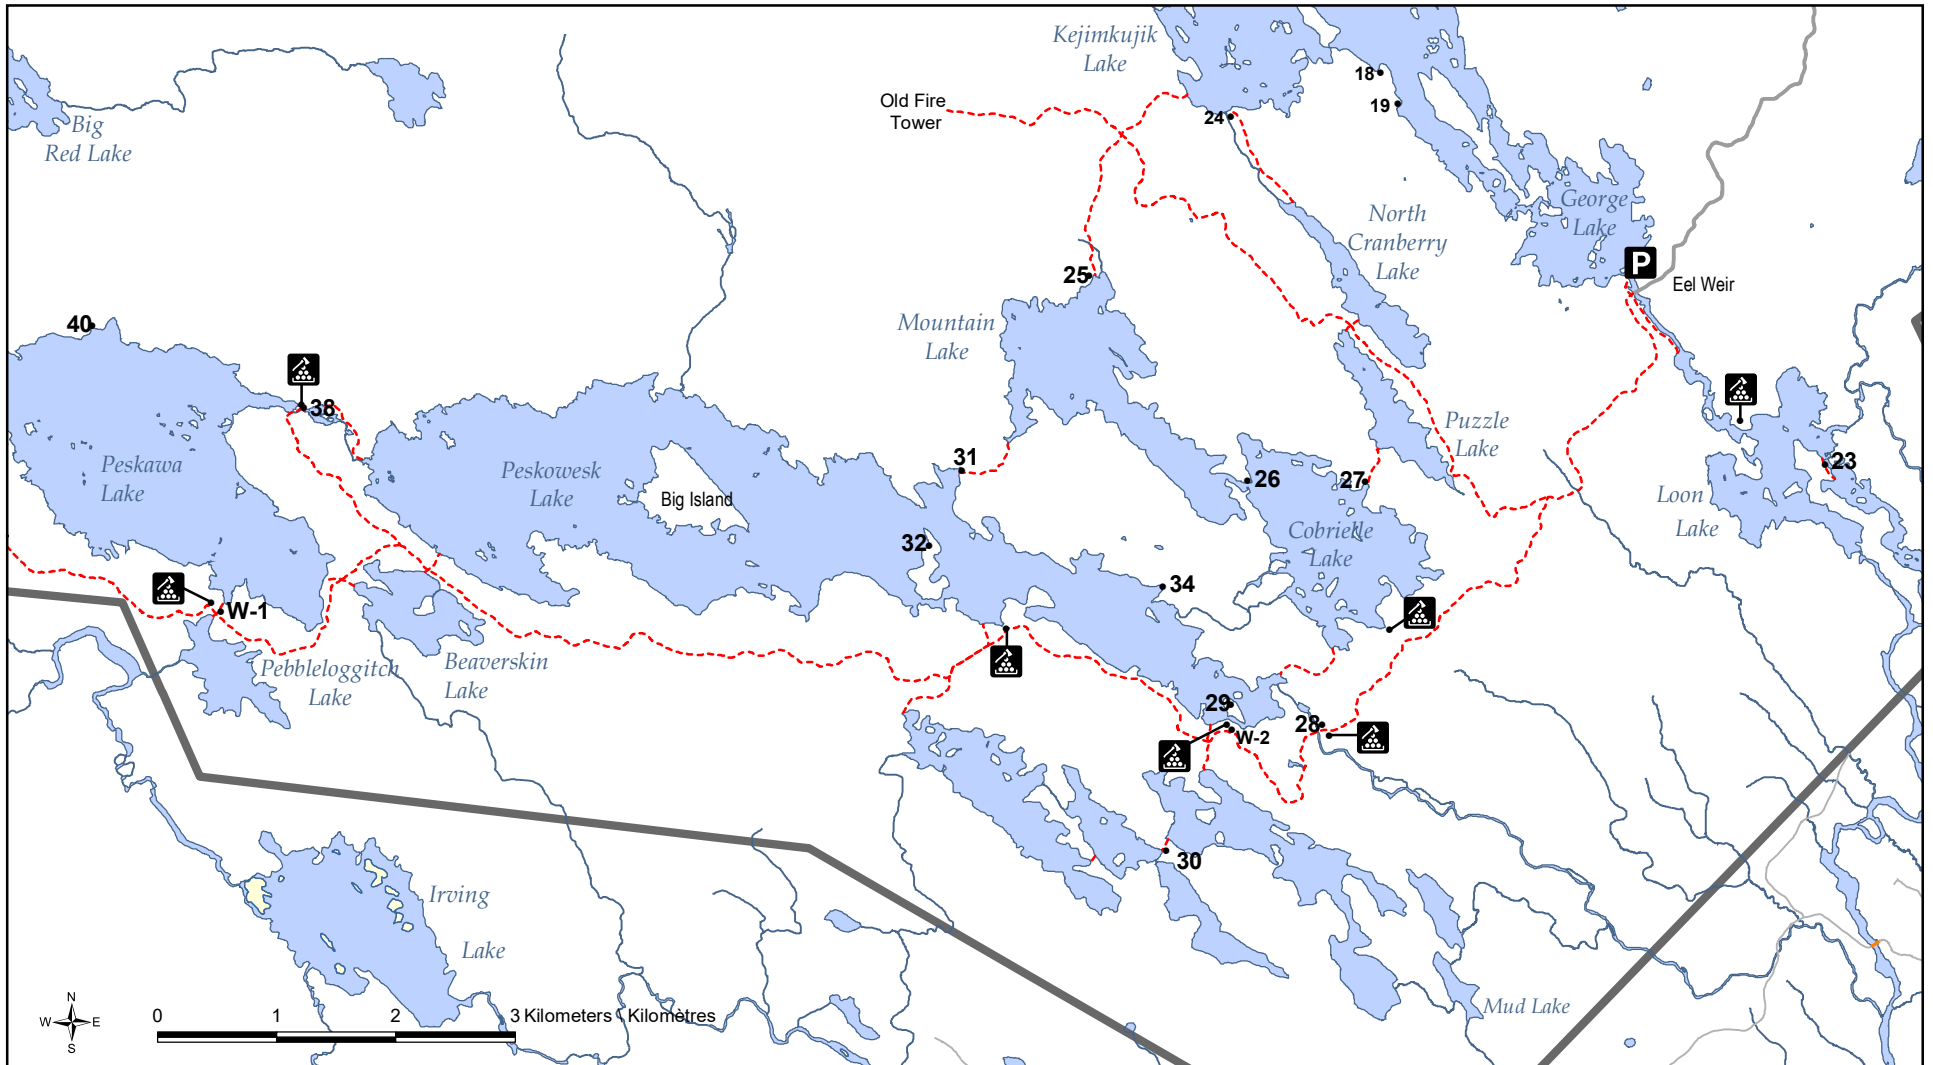 Kejimkujik
Lake
18
19
Old Fire
Tower
24
Big
Red Lake
George
Lake
North
Cranberry
Lake
P
Eel Weir
25
Mountain
Lake
40
38
Puzzle
Lake
31
26
27
23
Peskawa
Lake
Peskowesk
Lake
Big Island
Loon
Lake
Cobrielle
Lake
32
34
W-1
Pebbleloggitch
Lake
Beaverskin
Lake
29
28
W-2
30
Irving
Lake
Mud Lake
N
W E
S
0 1 2 3 Kilometers \ Kilomètres